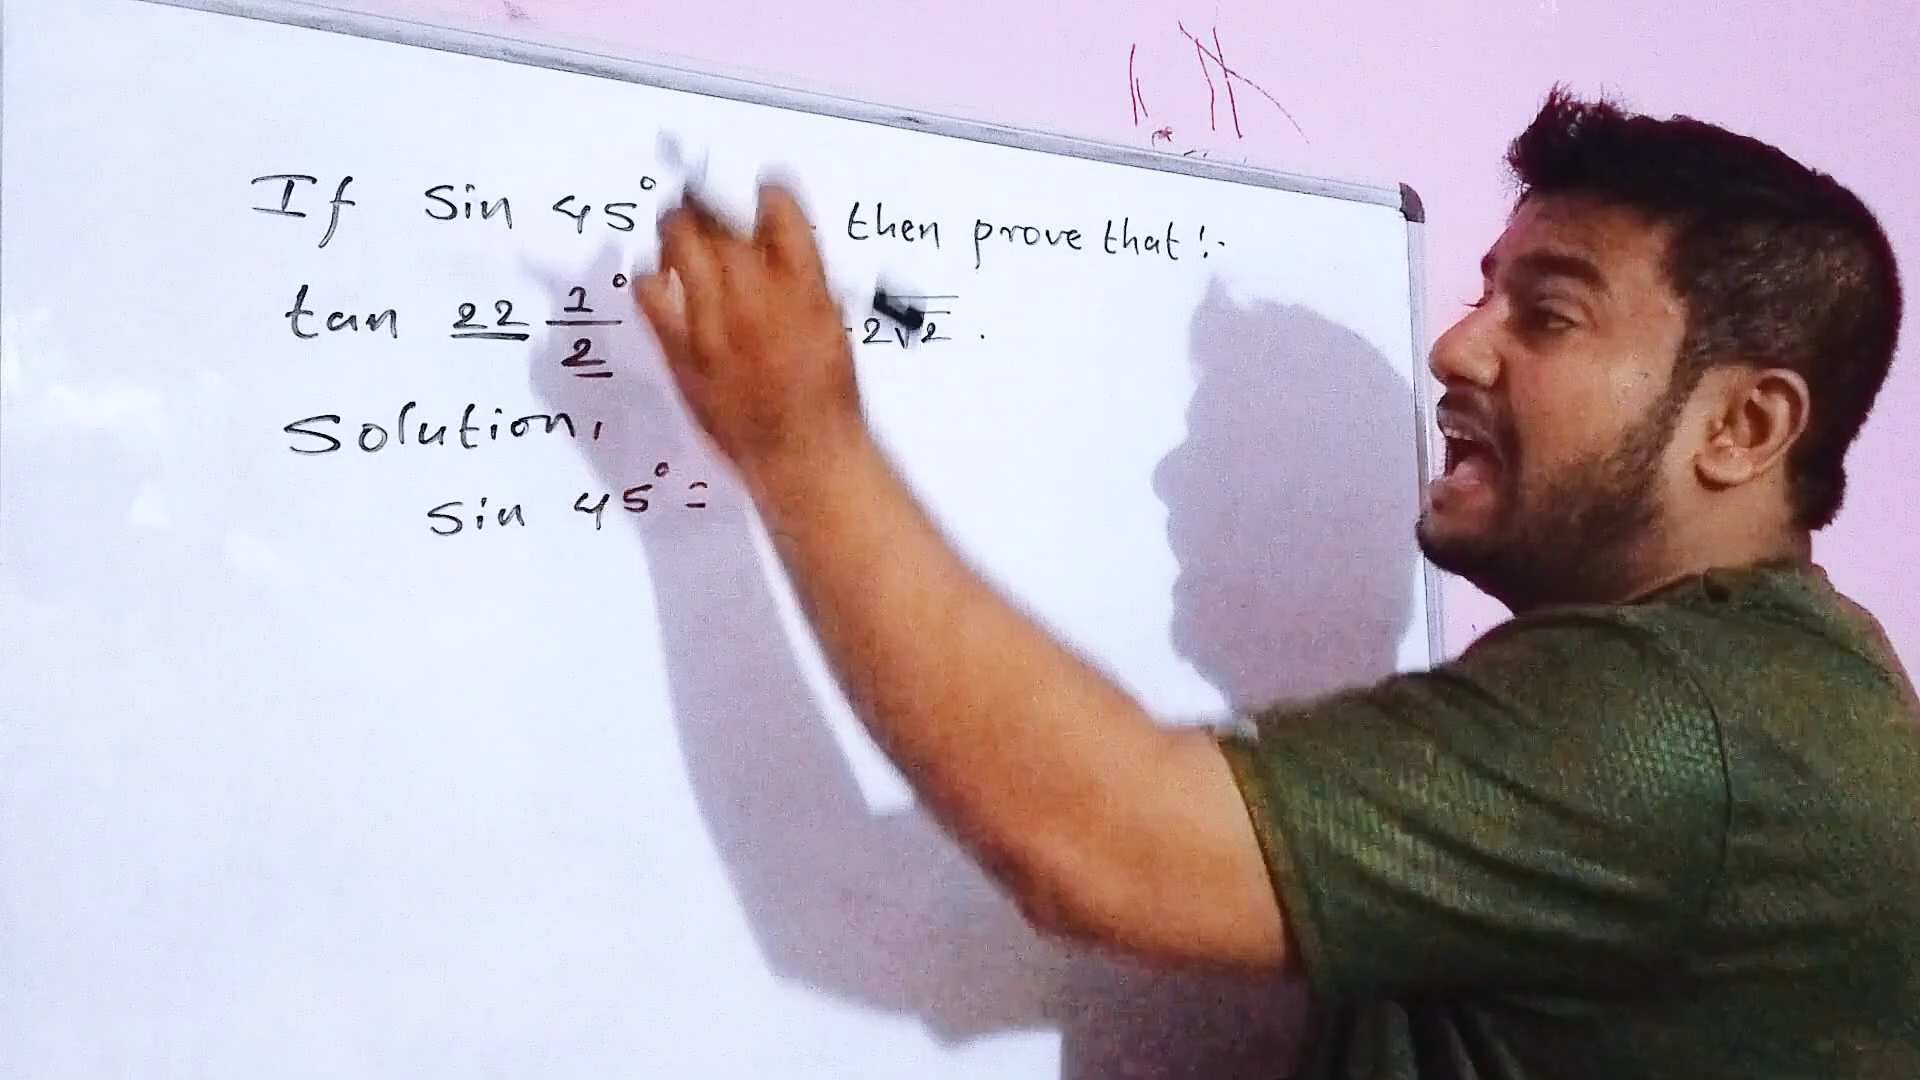 If sin 45° then prove that :-
tan 22 1/2° 2√2 .
Solution,
sin 45° =